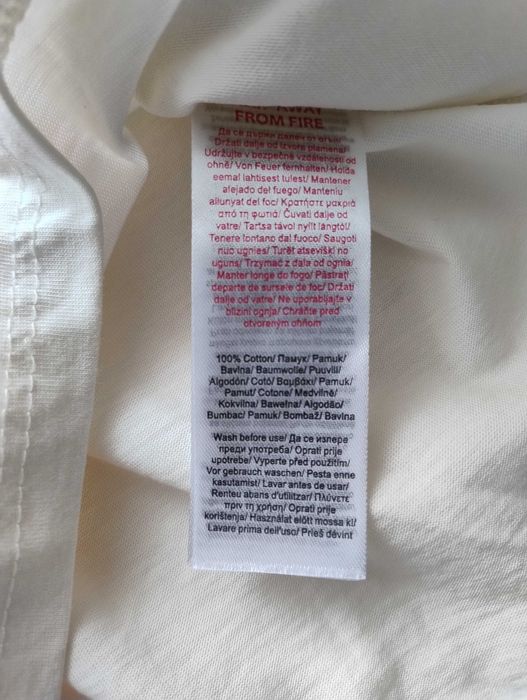 AWAY
FROM FIRE
Да се държи далеч от огън/
Držati dalje od izvora plamena/
Udržujte v bezpečné vzdálenosti od
ohně/ Von Feuer fernhalten/ Hoida
eemal lahtisest tulest/ Mantener
alejado del fuego/ Manteniu
allunyat del foc/ Κρατήστε μακριά
από τη φωτιά/ Čuvati dalje od
vatre/ Tartsa távol nyílt lángtól/
Tenere lontano dal fuoco/ Saugoti
nuo ugnies/ Turēt atsevišķi no
uguns/ Trzymać z dala od ognia/
Manter longe do fogo/ Păstrați
departe de sursele de foc/ Držati
dalje od vatre/ Ne uporabljajte v
bližini ognja/ Chráňte pred
otvoreným ohňom
100% Cotton/ Памук/ Pamuk/
Bavlna/ Baumwolle/ Puuvill/
Algodón/ Cotó/ Βαμβάκι/ Pamuk/
Pamut/ Cotone/ Medvilnė/
Kokvilna/ Bawełna/ Algodão/
Bumbac/ Pamuk/ Bombaž/ Bavlna
Wash before use/ Да се изпере
преди употреба/ Oprati prije
upotrebe/ Vyperte před použitím/
Vor gebrauch waschen/ Pesta enne
kasutamist/ Lavar antes de usar/
Renteu abans d'utilitzar/ Πλύνετε
πριν τη χρήση/ Oprati prije
korištenja/ Használat előtt mossa ki/
Lavare prima dell'uso/ Prieš dėvint